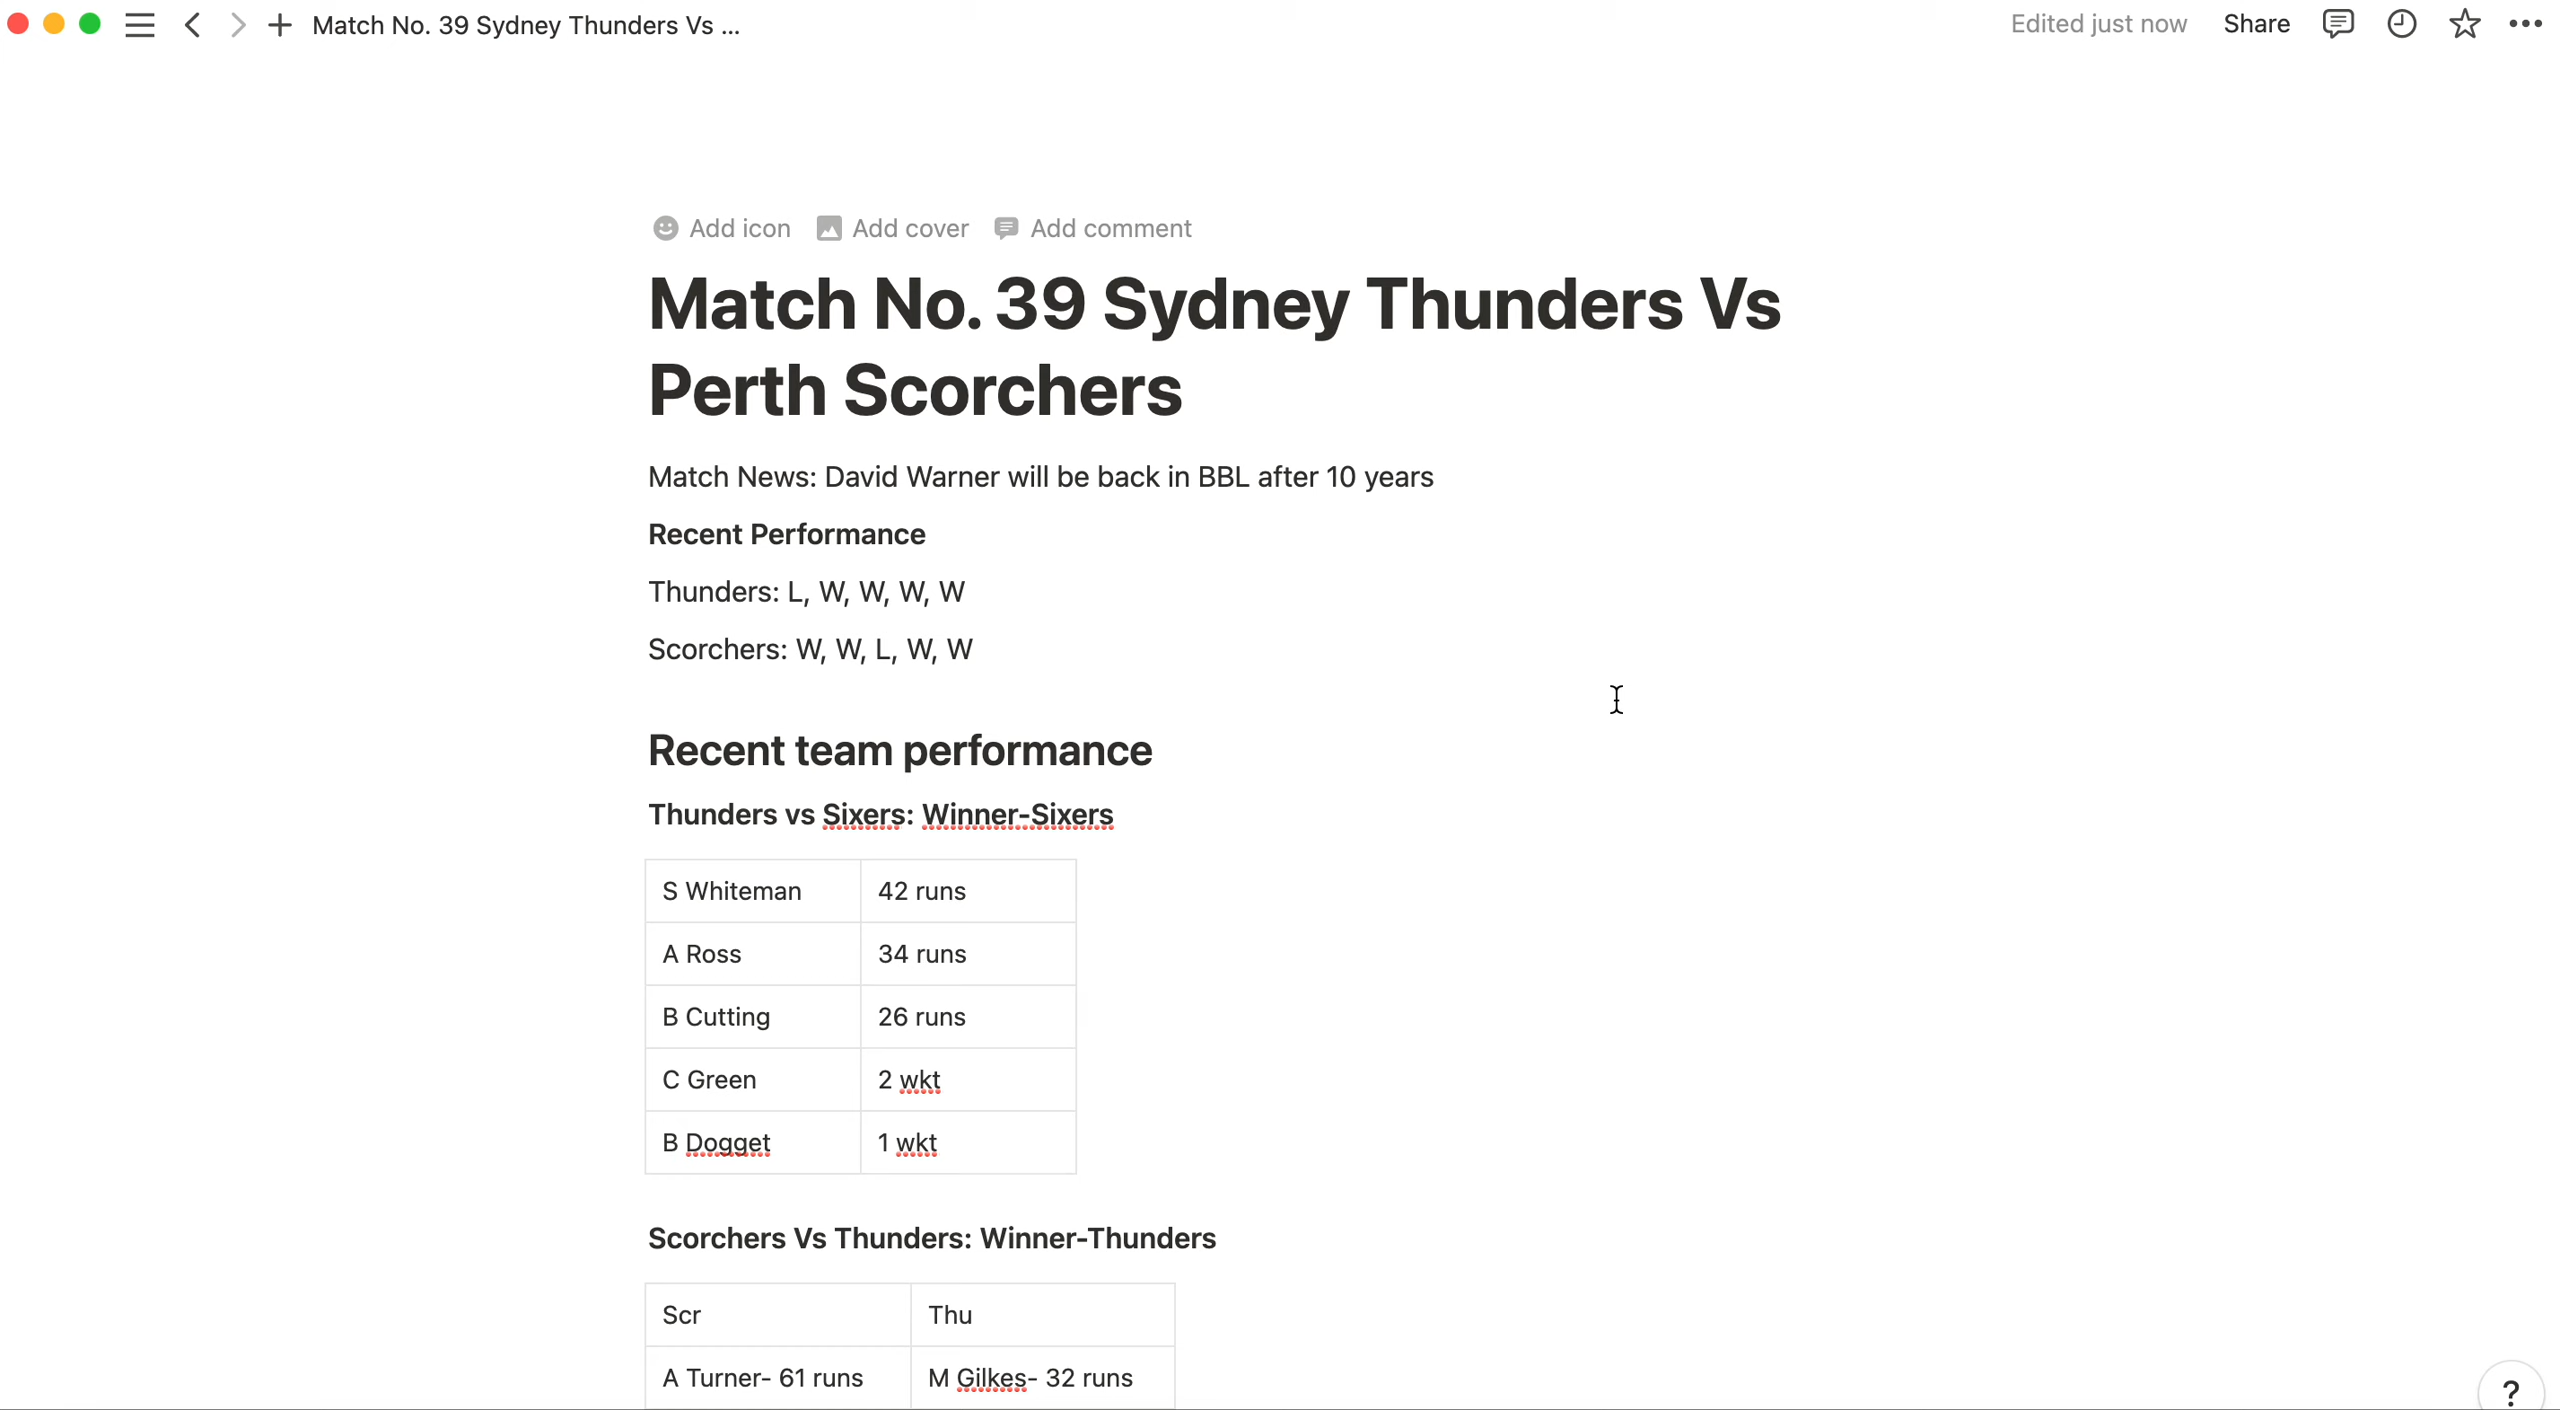 Match No. 39 Sydney Thunders Vs ...
Edited just now Share
Add icon Add cover Add comment
Match No. 39 Sydney Thunders Vs
Perth Scorchers
Match News: David Warner will be back in BBL after 10 years
Recent Performance
Thunders: L, W, W, W, W
Scorchers: W, W, L, W, W
Recent team performance
Thunders vs Sixers: Winner-Sixers
S Whiteman 42 runs
A Ross 34 runs
B Cutting 26 runs
C Green 2 wkt
B Dogget 1 wkt
Scorchers Vs Thunders: Winner-Thunders
Scr Thu
A Turner- 61 runs M Gilkes- 32 runs
?